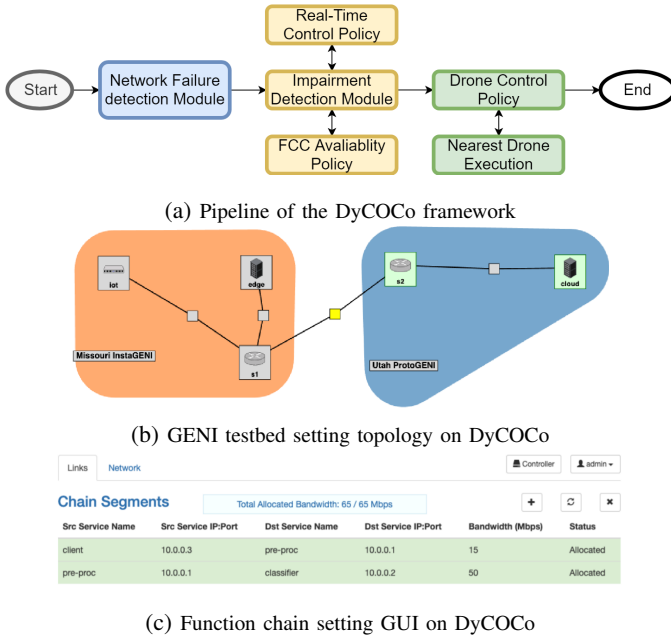 Real-Time
Control Policy
Start
Network Failure
detection Module
Impairment
Detection Module
Drone Control
Policy
End
FCC Avaliablity
Policy
Nearest Drone
Execution
(a) Pipeline of the DyCOCo framework
iot
edge
s1
Missouri InstaGENI
s2
cloud
Utah ProtoGENI
(b) GENI testbed setting topology on DyCOCo
Links Network Controller admin
Chain Segments Total Allocated Bandwidth: 65 / 65 Mbps
Src Service Name Src Service IP:Port Dst Service Name Dst Service IP:Port Bandwidth (Mbps) Status
client 10.0.0.3 pre-proc 10.0.0.1 15 Allocated
pre-proc 10.0.0.1 classifier 10.0.0.2 50 Allocated
(c) Function chain setting GUI on DyCOCo